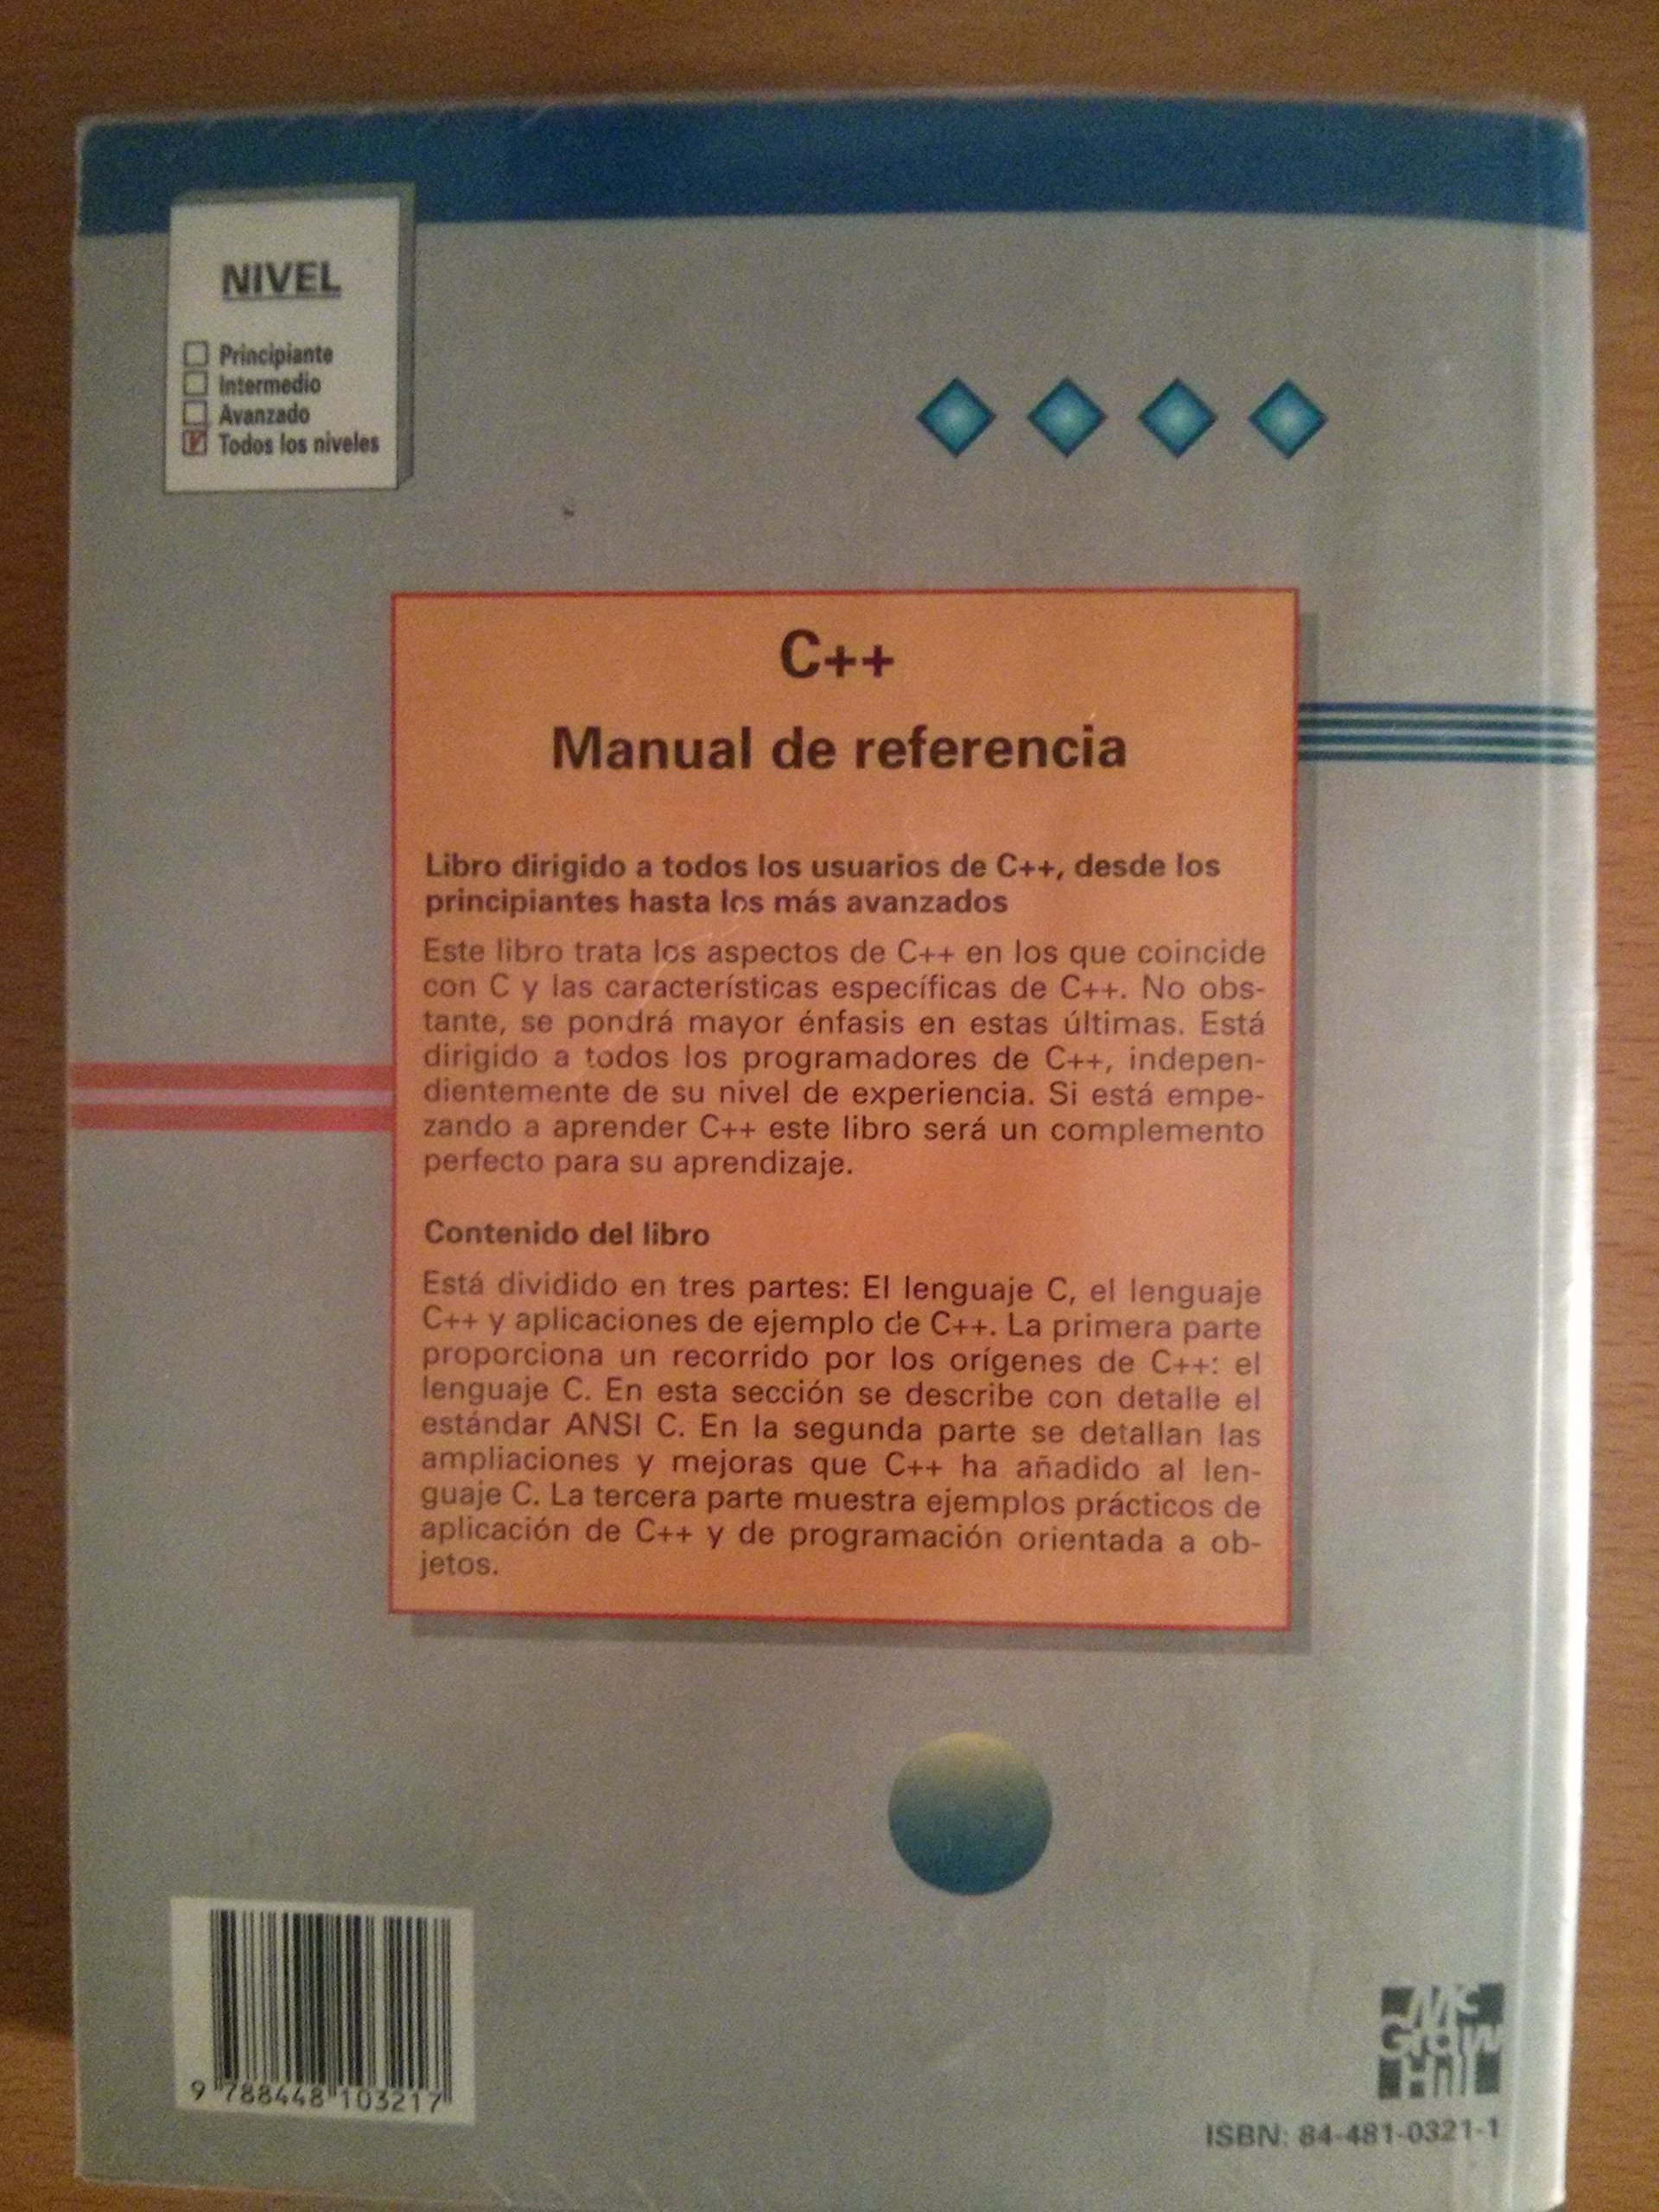 NIVEL
Principiante
Intermedio
Avanzado
Todos los niveles
C++
Manual de referencia
Libro dirigido a todos los usuarios de C++, desde los
principiantes hasta los más avanzados
Este libro trata los aspectos de C++ en los que coincide
con C y las características específicas de C++. No obs-
tante, se pondrá mayor énfasis en estas últimas. Está
dirigido a todos los programadores de C++, indepen-
dientemente de su nivel de experiencia. Si está empe-
zando a aprender C++ este libro será un complemento
perfecto para su aprendizaje.
Contenido del libro
Está dividido en tres partes: El lenguaje C, el lenguaje
C++ y aplicaciones de ejemplo de C++. La primera parte
proporciona un recorrido por los orígenes de C++: el
lenguaje C. En esta sección se describe con detalle el
estándar ANSI C. En la segunda parte se detallan las
ampliaciones y mejoras que C++ ha añadido al len-
guaje C. La tercera parte muestra ejemplos prácticos de
aplicación de C++ y de programación orientada a ob-
jetos.
9 788448 103217
Mc
Graw
Hill
ISBN: 84-481-0321-1